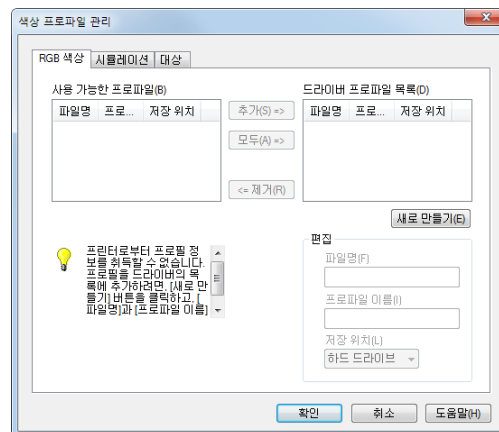 색상 프로파일 관리
RGB 색상 시뮬레이션 대상
사용 가능한 프로파일(B)
드라이버 프로파일 목록(D)
파일명 프로... 저장 위치
추가(S) =>
파일명 프로... 저장 위치
모두(A) =>
<= 제거(R)
새로 만들기(E)
프린터로부터 프로필 정
보를 취득할 수 없습니다.
프로필을 드라이버의 목
록에 추가하려면, [새로 만
들기] 버튼을 클릭하고, [
파일명]과 [프로파일 이름]
편집
파일명(F)
프로파일 이름(I)
저장 위치(L)
하드 드라이브
확인 취소 도움말(H)